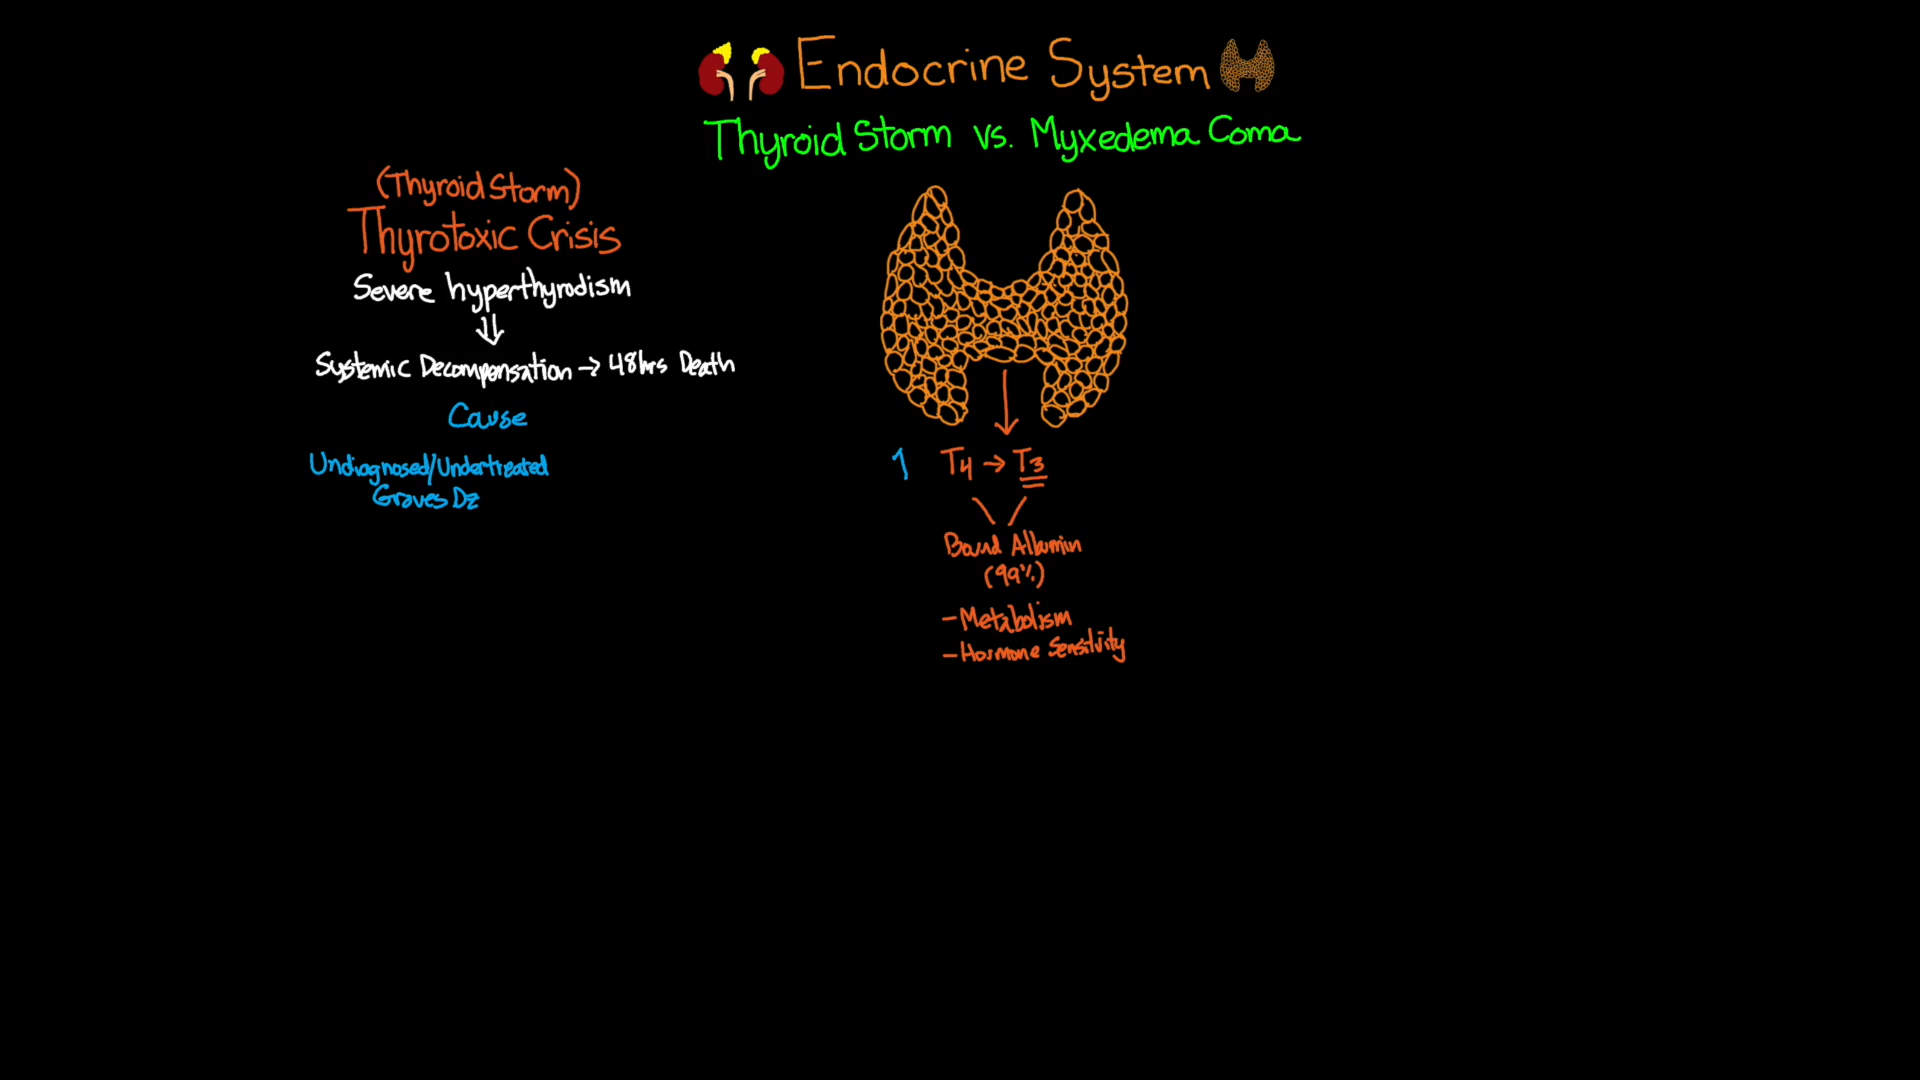 Endocrine System
Thyroid Storm vs. Myxedema Coma
(Thyroid Storm)
Thyrotoxic Crisis
Severe hyperthyrodism
⇓
Systemic Decompensation → 48hrs Death
Cause
Undiagnosed/Undertreated
Graves Dz
1 T4 → T3
Bound Albumin
(99%)
- Metabolism
- Hormone Sensitivity